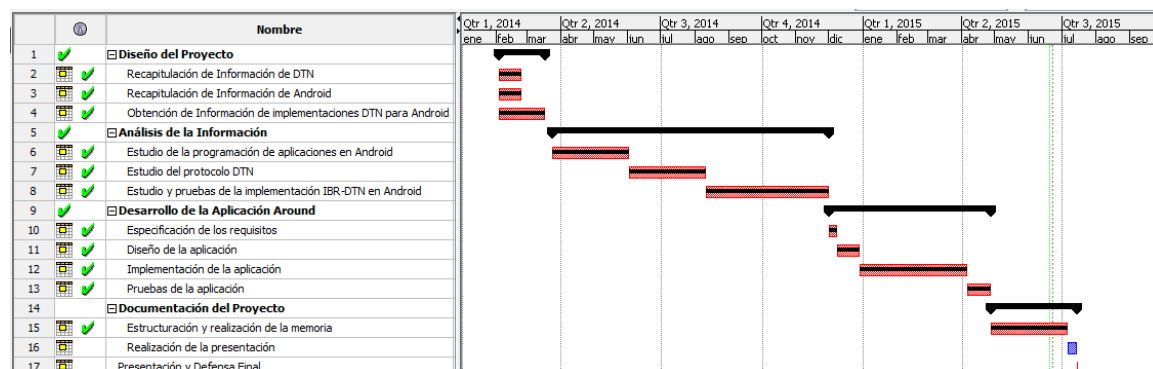 Nombre
Qtr 1, 2014 Qtr 2, 2014 Qtr 3, 2014 Qtr 4, 2014 Qtr 1, 2015 Qtr 2, 2015 Qtr 3, 2015
ene feb mar abr may jun jul ago sep oct nov dic ene feb mar abr may jun jul ago sep
1 Diseño del Proyecto
2 Recapitulación de Información de DTN
3 Recapitulación de Información de Android
4 Obtención de Información de implementaciones DTN para Android
5 Análisis de la Información
6 Estudio de la programación de aplicaciones en Android
7 Estudio del protocolo DTN
8 Estudio y pruebas de la implementación IBR-DTN en Android
9 Desarrollo de la Aplicación Around
10 Especificación de los requisitos
11 Diseño de la aplicación
12 Implementación de la aplicación
13 Pruebas de la aplicación
14 Documentación del Proyecto
15 Estructuración y realización de la memoria
16 Realización de la presentación
17 Presentación y Defensa Final